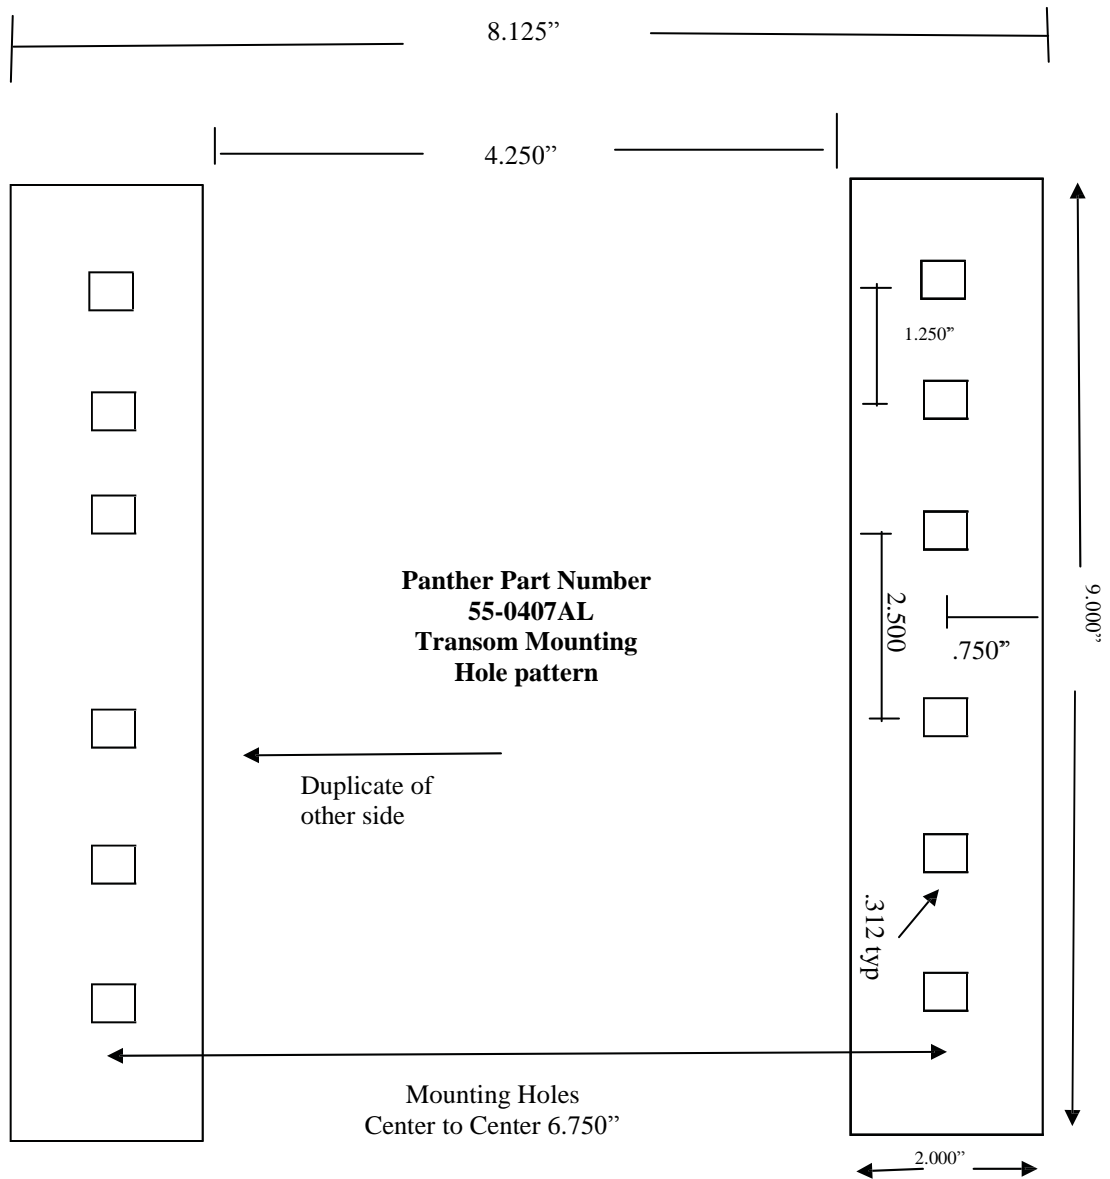 8.125”
4.250”
1.250”
Panther Part Number
55-0407AL
Transom Mounting
Hole pattern
2.500
.750”
9.000”
Duplicate of
other side
.312 typ
Mounting Holes
Center to Center 6.750”
2.000”